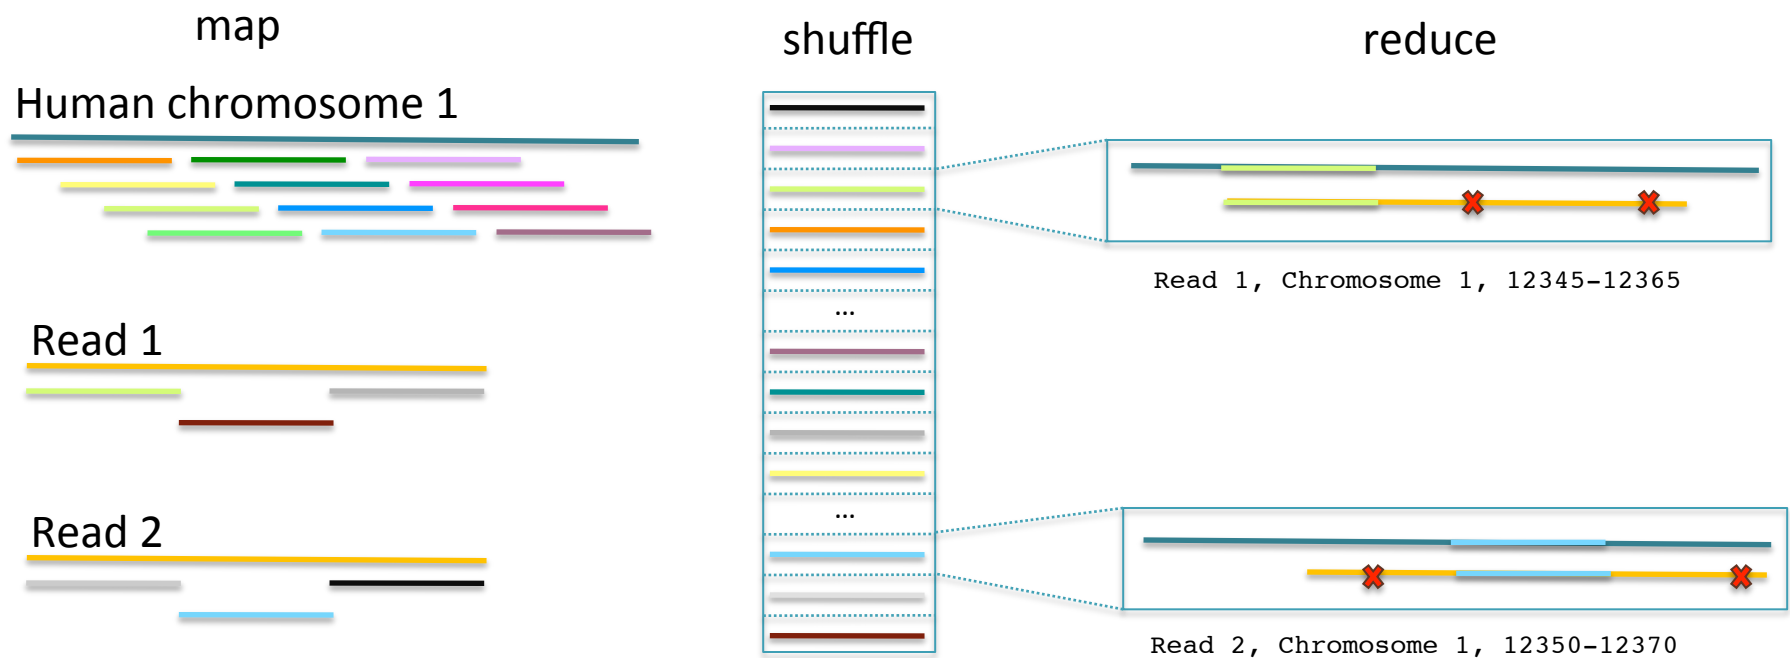 map
shuffle
reduce
Human chromosome 1
...
Read 1, Chromosome 1, 12345-12365
Read 1
...
Read 2
Read 2, Chromosome 1, 12350-12370